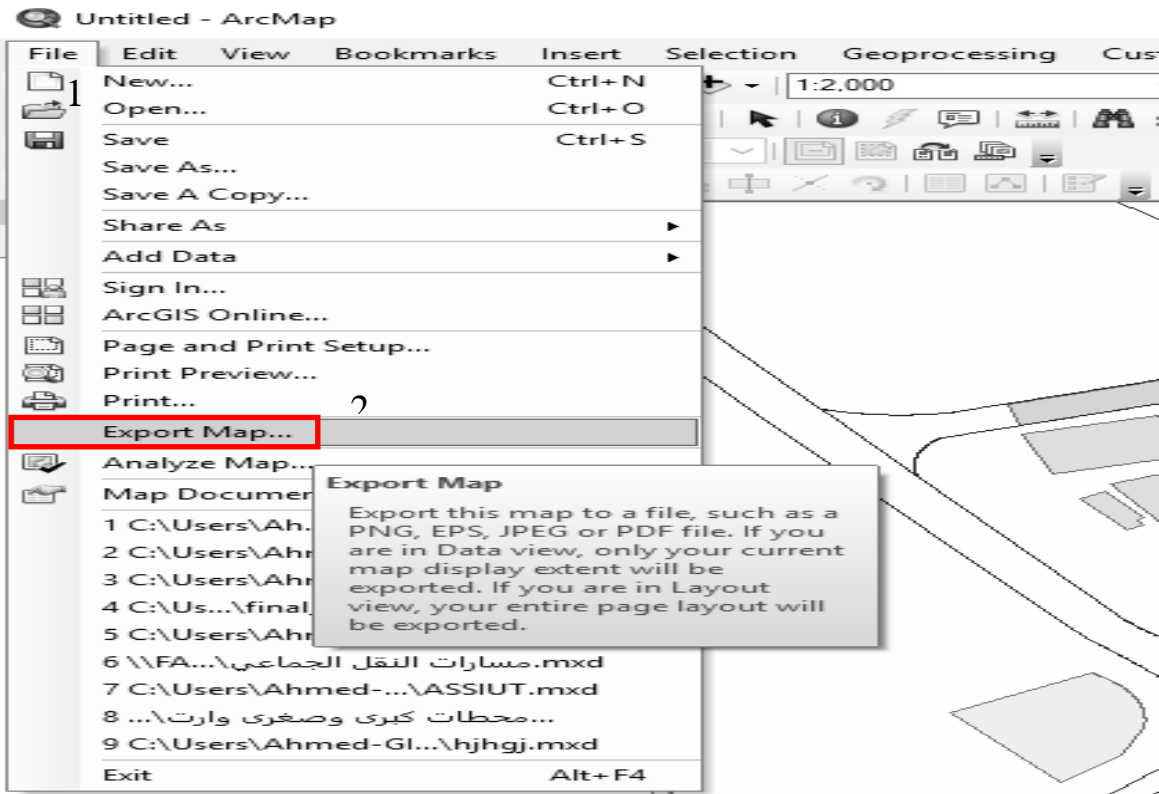 Untitled - ArcMap
File Edit View Bookmarks Insert Selection Geoprocessing Cus
1 New... Ctrl+N
1:2,000
Open... Ctrl+O
Save Ctrl+S
Save As...
Save A Copy...
Share As
Add Data
Sign In...
ArcGIS Online...
Page and Print Setup...
Print Preview...
Print...
2
Export Map...
Analyze Map...
Map Documen
Export Map
Export this map to a file, such as a
PNG, EPS, JPEG or PDF file. If you
are in Data view, only your current
map display extent will be
exported. If you are in Layout
view, your entire page layout will
be exported.
1 C:\Users\Ah.
2 C:\Users\Ahr
3 C:\Users\Ahr
4 C:\Us...\final_
5 C:\Users\Ahr
6 \\FA...\مسارات النقل الجماعي.mxd
7 C:\Users\Ahmed-...\ASSIUT.mxd
8 ...\محطات كبرى وصغرى وارت...
9 C:\Users\Ahmed-Gl...\hjhgj.mxd
Exit Alt+F4